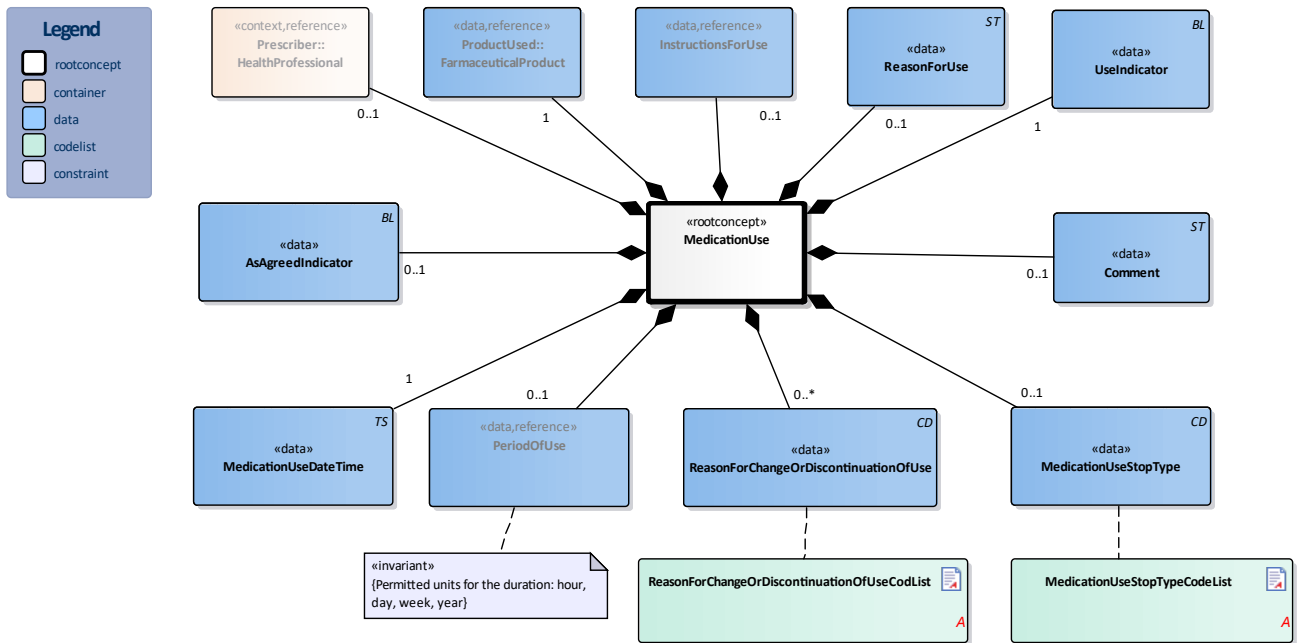 Legend
rootconcept
container
data
codelist
constraint
«context,reference»
Prescriber::
HealthProfessional
0..1
«data,reference»
ProductUsed::
FarmaceuticalProduct
1
«data,reference»
InstructionsForUse
0..1
ST
«data»
ReasonForUse
0..1
BL
«data»
UseIndicator
1
BL
«data»
AsAgreedIndicator
0..1
«rootconcept»
MedicationUse
ST
«data»
Comment
0..1
1
TS
«data»
MedicationUseDateTime
0..1
«data,reference»
PeriodOfUse
0..*
CD
«data»
ReasonForChangeOrDiscontinuationOfUse
0..1
CD
«data»
MedicationUseStopType
«invariant»
{Permitted units for the duration: hour,
day, week, year}
ReasonForChangeOrDiscontinuationOfUseCodList
A
MedicationUseStopTypeCodeList
A